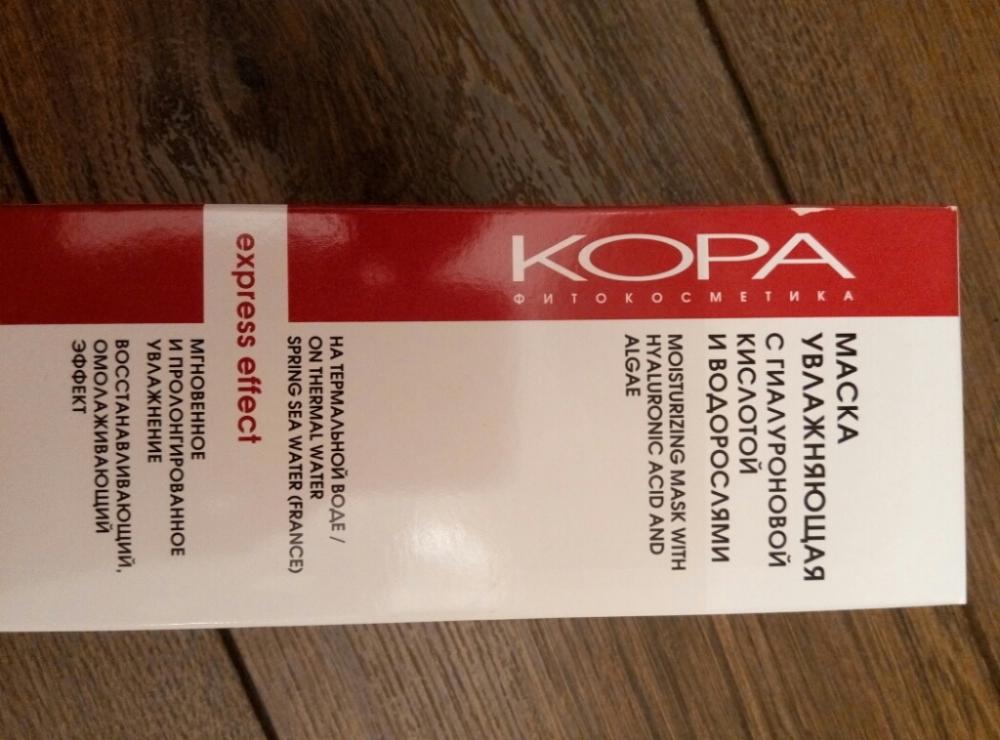 КОРА
ФИТОКОСМЕТИКА
МАСКА
УВЛАЖНЯЮЩАЯ
С ГИАЛУРОНОВОЙ
КИСЛОТОЙ
И ВОДОРОСЛЯМИ
MOISTURIZING MASK WITH
HYALURONIC ACID AND
ALGAE
НА ТЕРМАЛЬНОЙ ВОДЕ /
ON THERMAL WATER
SPRING SEA WATER (FRANCE)
express effect
МГНОВЕННОЕ
И ПРОЛОНГИРОВАННОЕ
УВЛАЖНЕНИЕ
ВОССТАНАВЛИВАЮЩИЙ,
ОМОЛАЖИВАЮЩИЙ
ЭФФЕКТ